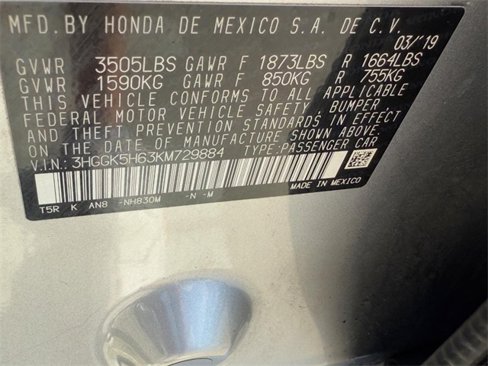 MFD. BY HONDA DE MEXICO S.A. DE C.V.
03/19
GVWR 3505LBS GAWR F 1873LBS R 1664LBS
GVWR 1590KG GAWR F 850KG R 755KG
THIS VEHICLE CONFORMS TO ALL APPLICABLE
FEDERAL MOTOR VEHICLE SAFETY, BUMPER
AND THEFT PREVENTION STANDARDS IN EFFECT
ON THE DATE OF MANUFACTURE SHOWN ABOVE.
V.I.N.: 3HGGK5H63KM729884 TYPE: PASSENGER CAR
MADE IN MEXICO
T5R K AN8 -NH830M -N -M